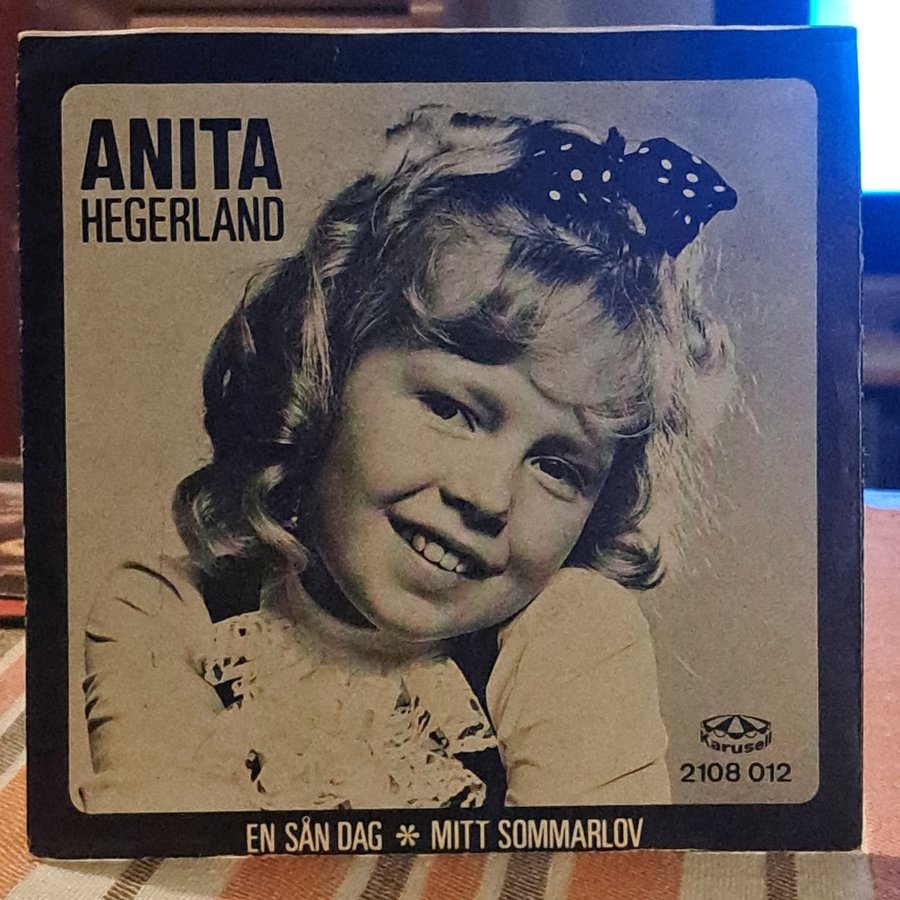 ANITA
HEGERLAND
Karusell
2108 012
EN SÅN DAG * MITT SOMMARLOV